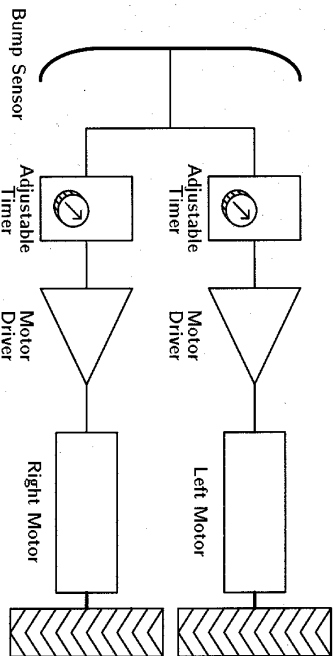 Bump Sensor
Adjustable
Timer
Motor
Driver
Left Motor
Adjustable
Timer
Motor
Driver
Right Motor